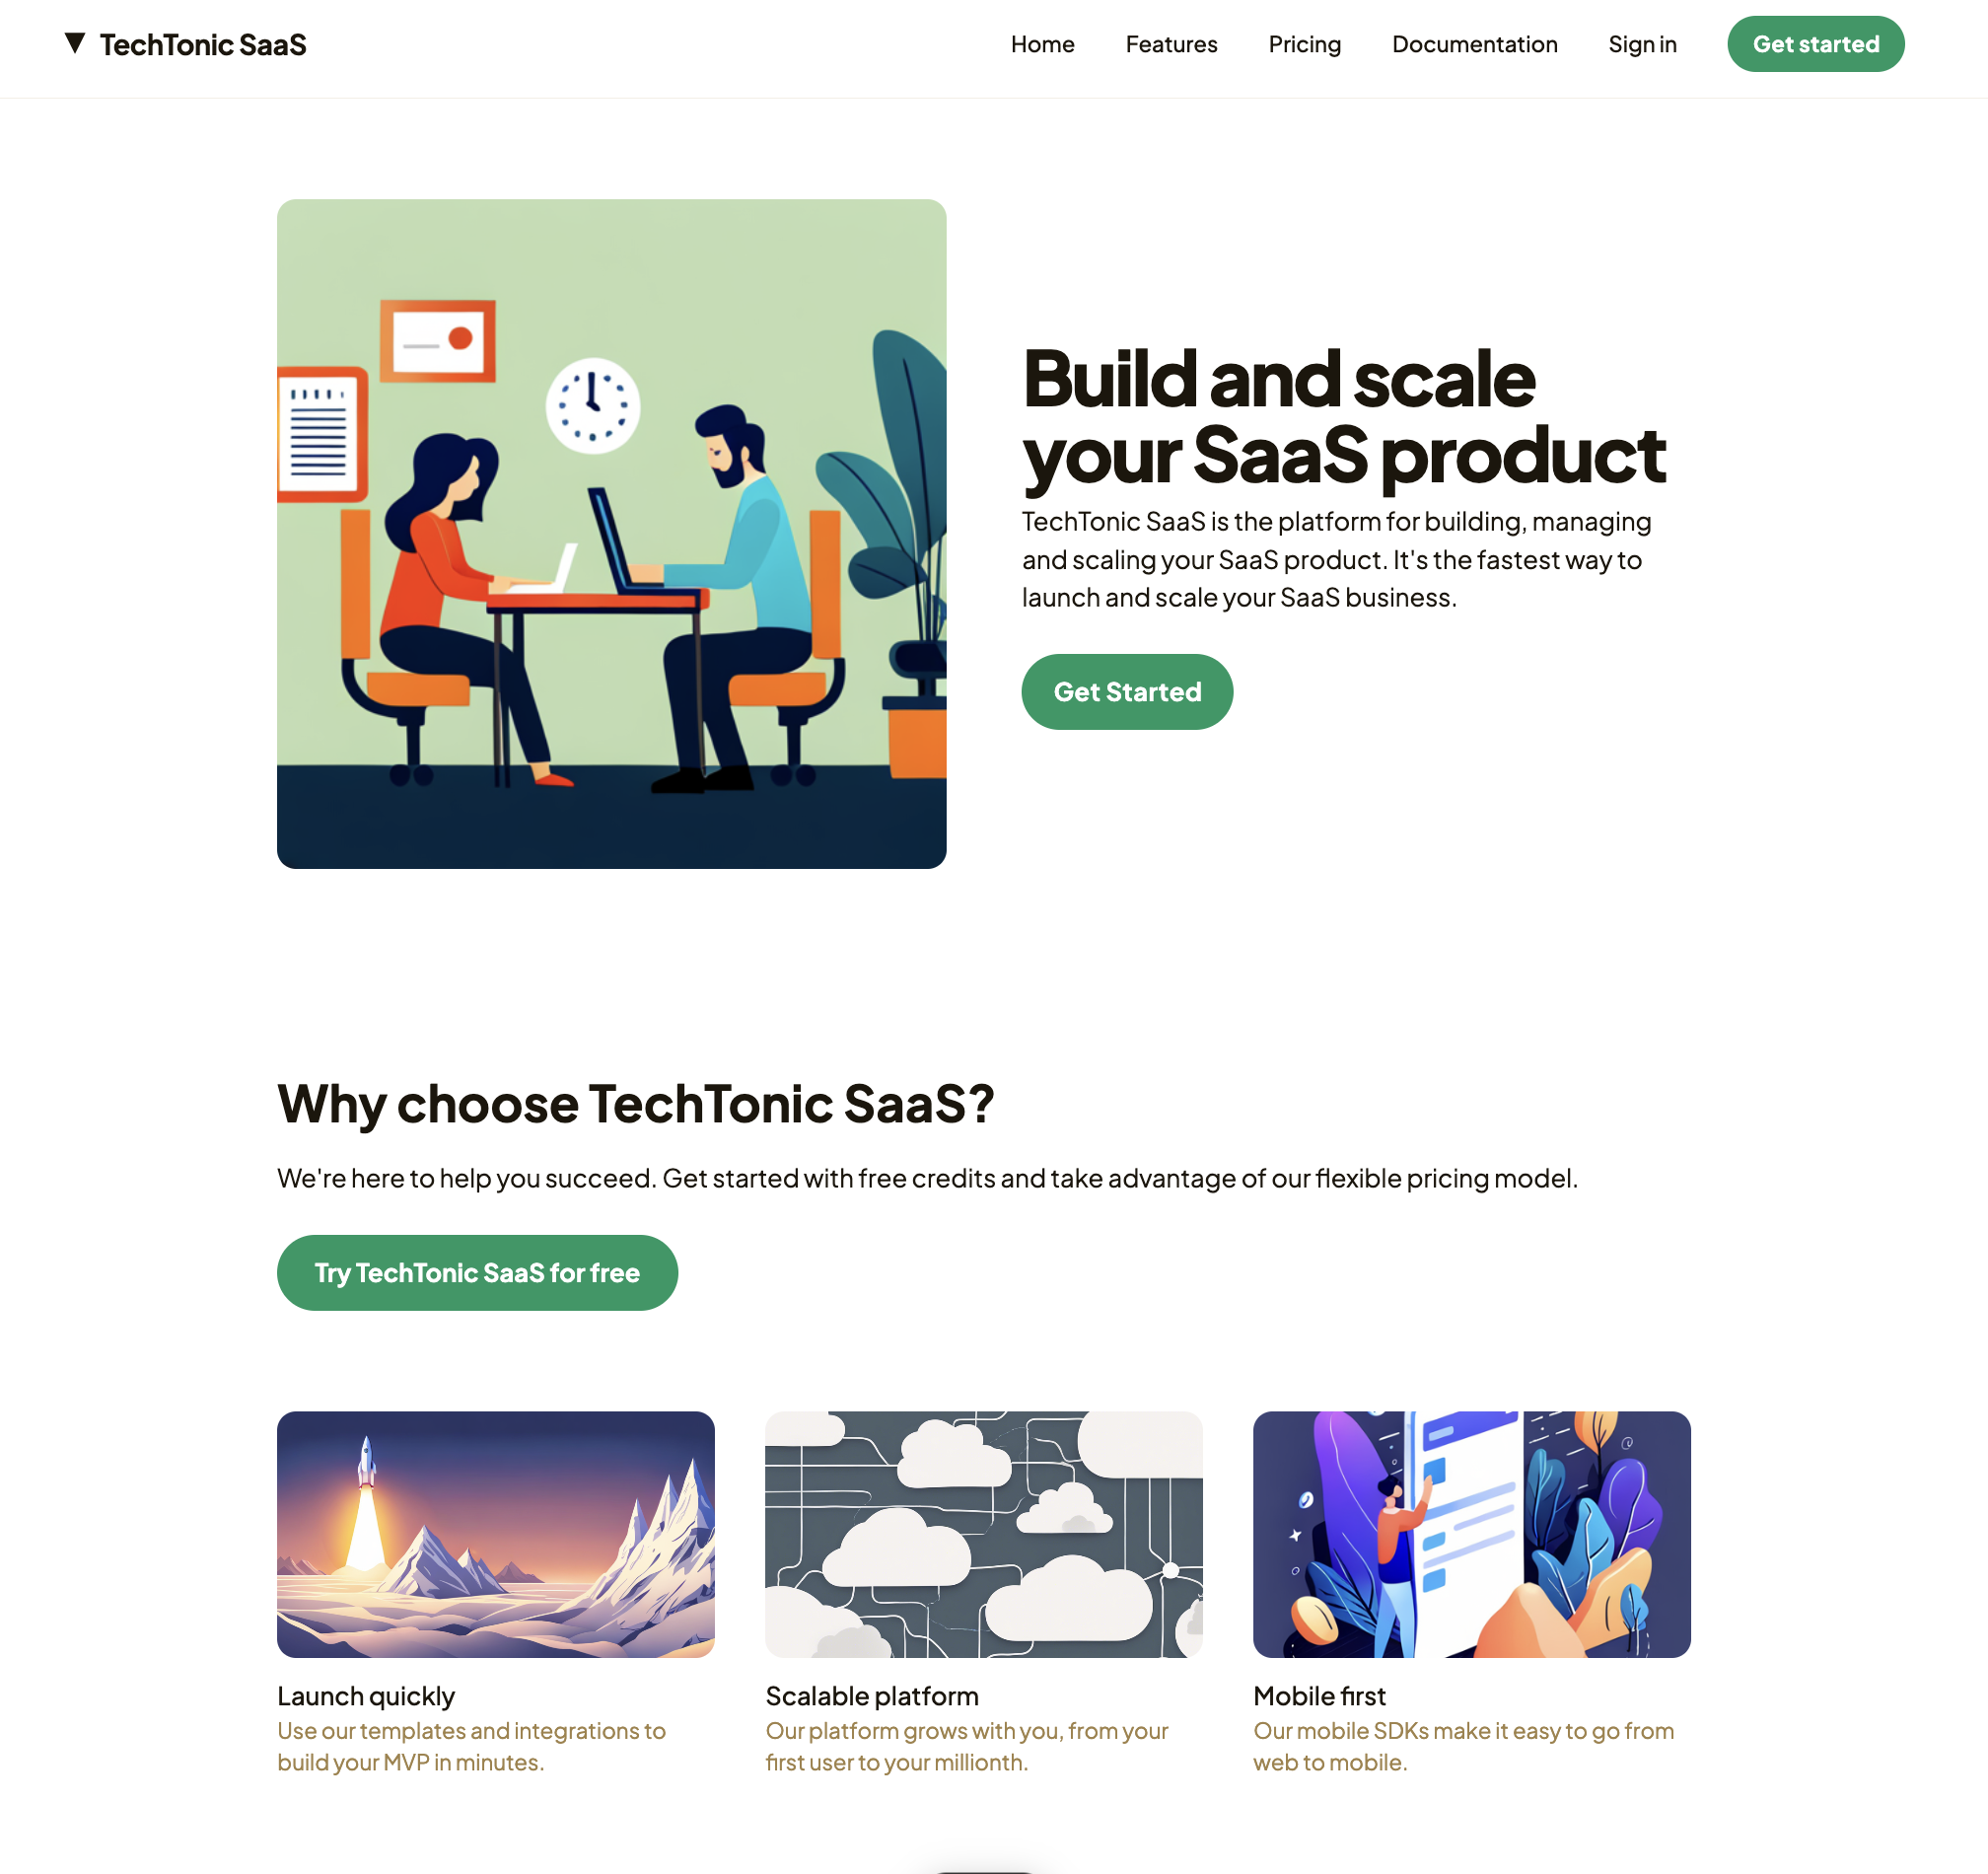 TechTonic SaaS
Home
Features
Pricing
Documentation
Sign in
Get started
Build and scale
your SaaS product
TechTonic SaaS is the platform for building, managing
and scaling your SaaS product. It's the fastest way to
launch and scale your SaaS business.
Get Started
Why choose TechTonic SaaS?
We're here to help you succeed. Get started with free credits and take advantage of our flexible pricing model.
Try TechTonic SaaS for free
Launch quickly
Use our templates and integrations to
build your MVP in minutes.
Scalable platform
Our platform grows with you, from your
first user to your millionth.
Mobile first
Our mobile SDKs make it easy to go from
web to mobile.